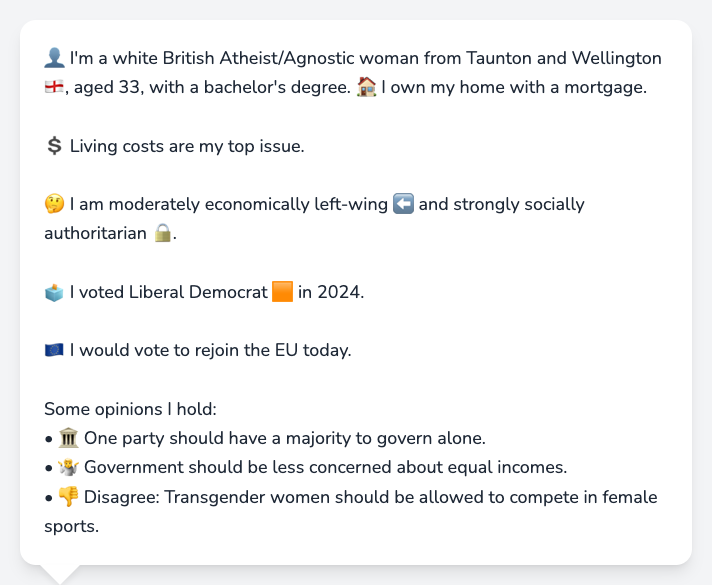 👤 I'm a white British Atheist/Agnostic woman from Taunton and Wellington
🏴󠁧󠁢󠁥󠁮󠁧󠁿, aged 33, with a bachelor's degree. 🏠 I own my home with a mortgage.
💲 Living costs are my top issue.
🤔 I am moderately economically left-wing ⬅️ and strongly socially
authoritarian 🔒.
🗳️ I voted Liberal Democrat 🟧 in 2024.
🇪🇺 I would vote to rejoin the EU today.
Some opinions I hold:
• 🏛️ One party should have a majority to govern alone.
• 🤷 Government should be less concerned about equal incomes.
• 👎 Disagree: Transgender women should be allowed to compete in female
sports.